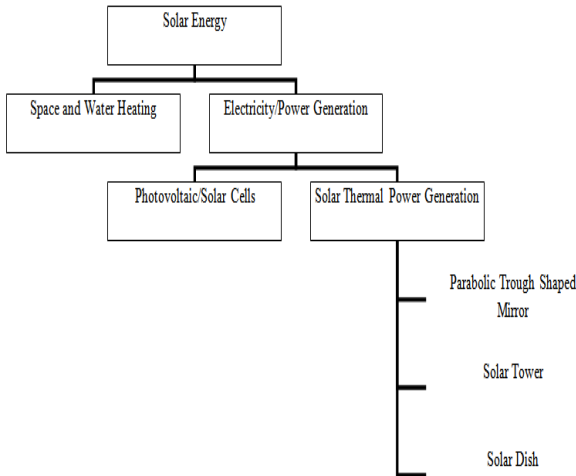 Solar Energy
Space and Water Heating
Electricity/Power Generation
Photovoltaic/Solar Cells
Solar Thermal Power Generation
Parabolic Trough Shaped
Mirror
Solar Tower
Solar Dish